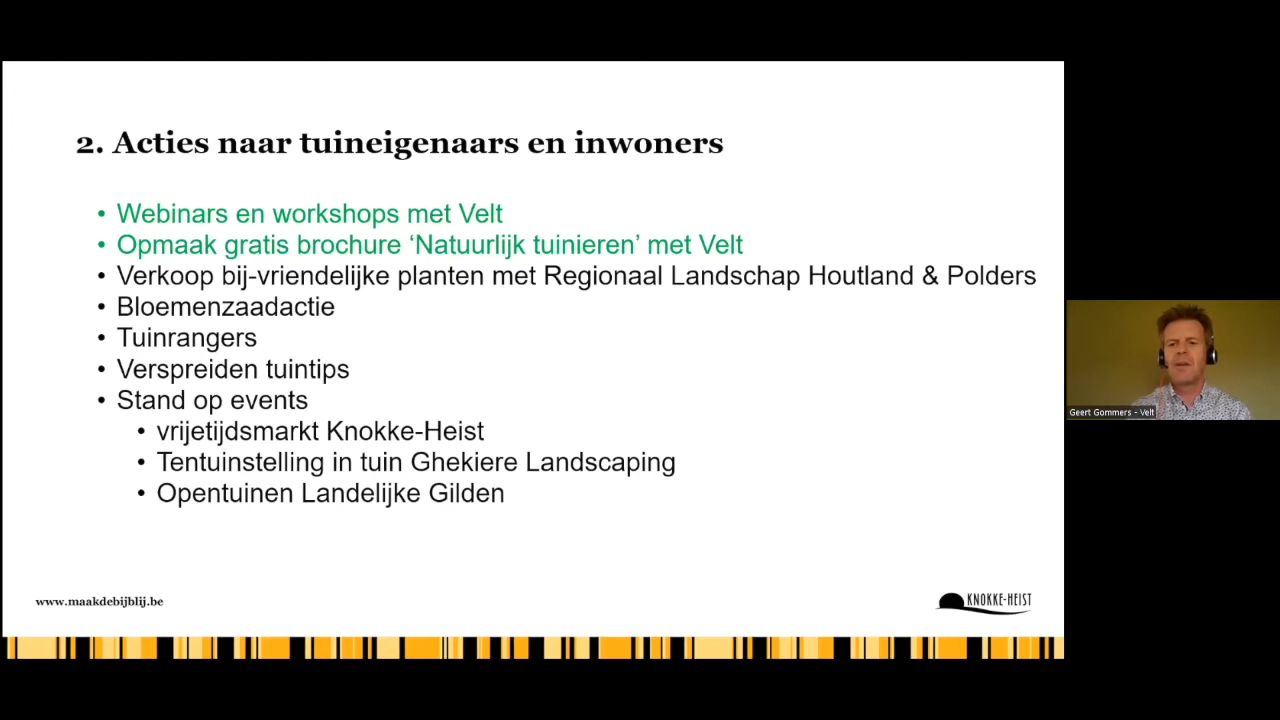 2. Acties naar tuineigenaars en inwoners
• Webinars en workshops met Velt
• Opmaak gratis brochure ‘Natuurlijk tuinieren’ met Velt
• Verkoop bij-vriendelijke planten met Regionaal Landschap Houtland & Polders
• Bloemenzaadactie
• Tuinrangers
• Verspreiden tuintips
• Stand op events
• vrijetijdsmarkt Knokke-Heist
• Tentuinstelling in tuin Ghekiere Landscaping
• Opentuinen Landelijke Gilden
Geert Gommers - Velt
www.maakdebijblij.be
KNOKKE-HEIST